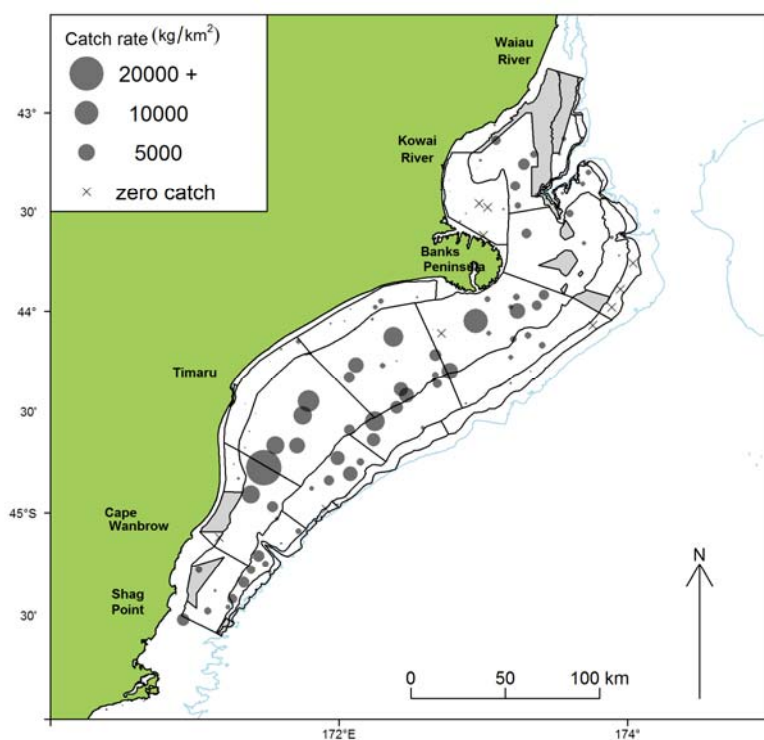 Catch rate (kg/km²)
20000 +
10000
5000
zero catch
Waiau
River
43°
Kowai
River
30'
Banks
Peninsula
44°
Timaru
30'
45°S
Cape
Wanbrow
Shag
Point
30'
N
0 50 100 km
172°E 174°